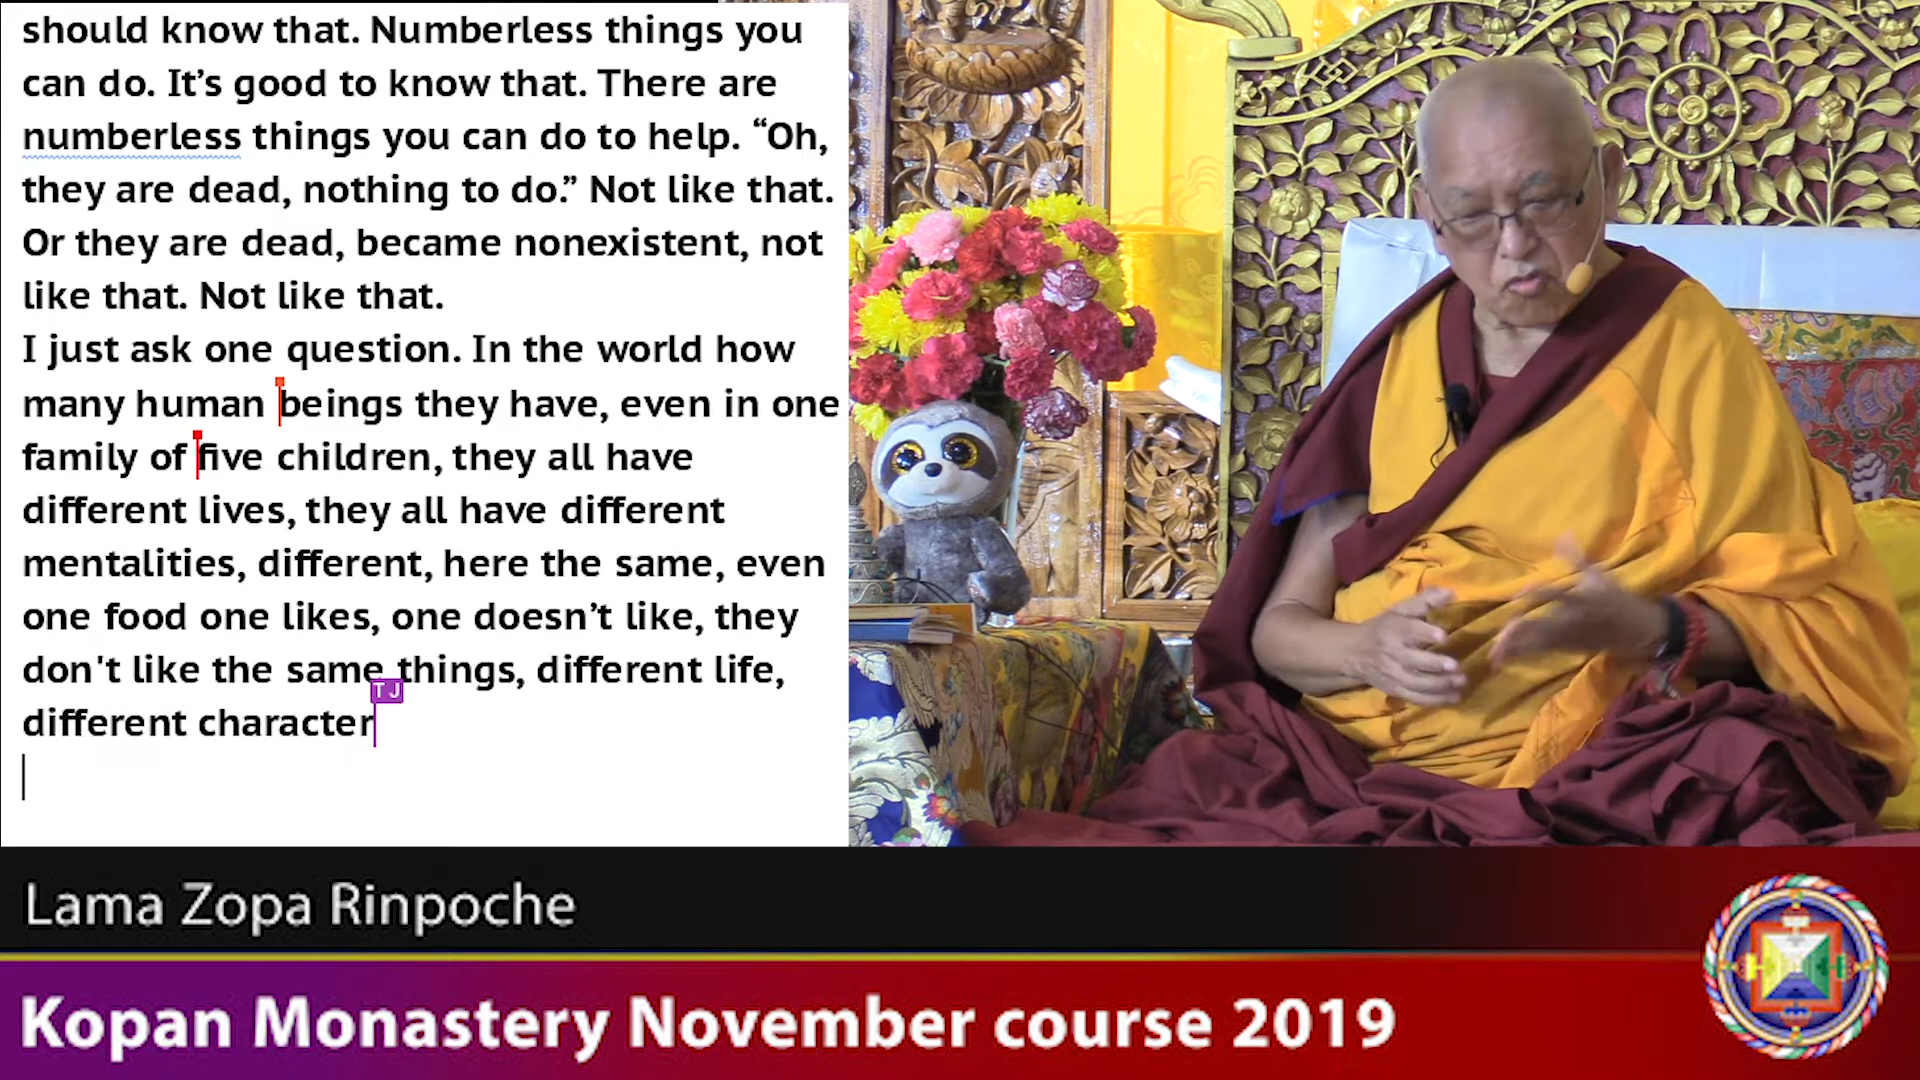 should know that. Numberless things you
can do. It’s good to know that. There are
numberless things you can do to help. “Oh,
they are dead, nothing to do.” Not like that.
Or they are dead, became nonexistent, not
like that. Not like that.
I just ask one question. In the world how
many human beings they have, even in one
family of five children, they all have
different lives, they all have different
mentalities, different, here the same, even
one food one likes, one doesn’t like, they
don't like the same things, different life,
TJ
different character
Lama Zopa Rinpoche
Kopan Monastery November course 2019